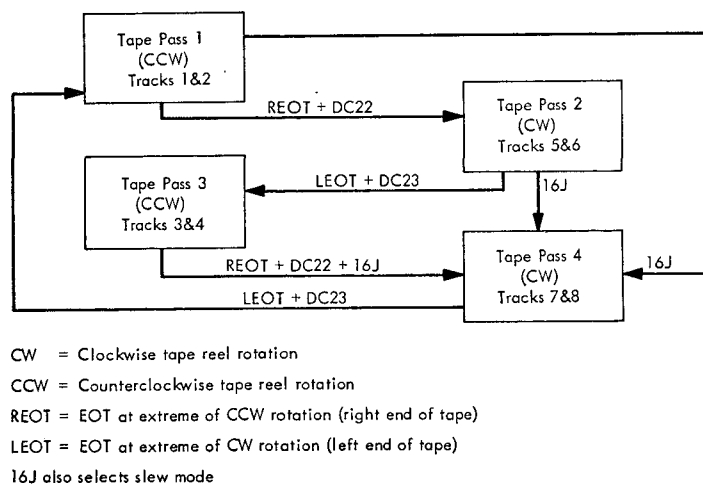 Tape Pass 1
(CCW)
Tracks 1&2
REOT + DC22
Tape Pass 2
(CW)
Tracks 5&6
LEOT + DC23
16J
Tape Pass 3
(CCW)
Tracks 3&4
REOT + DC22 + 16J
Tape Pass 4
(CW)
Tracks 7&8
16J
LEOT + DC23
CW = Clockwise tape reel rotation
CCW = Counterclockwise tape reel rotation
REOT = EOT at extreme of CCW rotation (right end of tape)
LEOT = EOT at extreme of CW rotation (left end of tape)
16J also selects slew mode